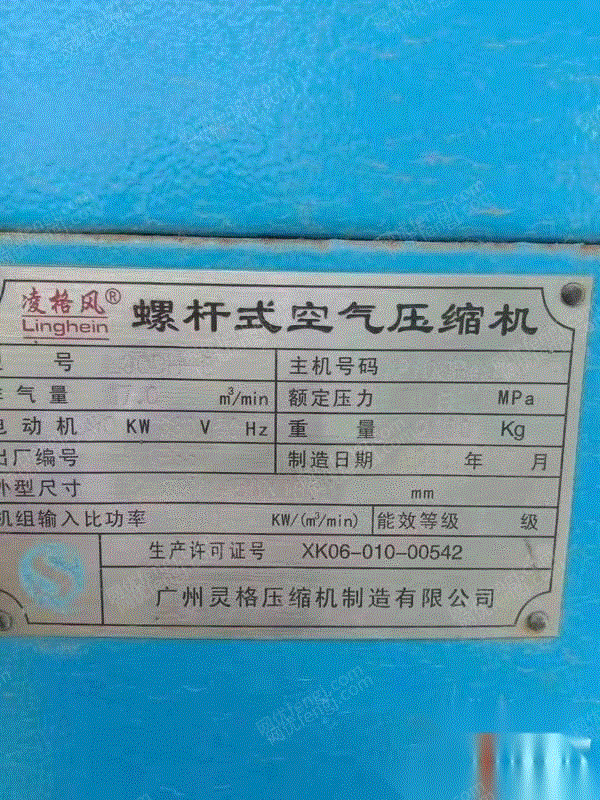 凌格风® 螺杆式空气压缩机
Linghein
号 主机号码
气量 m³/min 额定压力 MPa
电动机 KW V Hz 重量 Kg
出厂编号 制造日期 年 月
外型尺寸 mm
机组输入比功率 KW/(m³/min) 能效等级 级
生产许可证号 XK06-010-00542
广州灵格压缩机制造有限公司